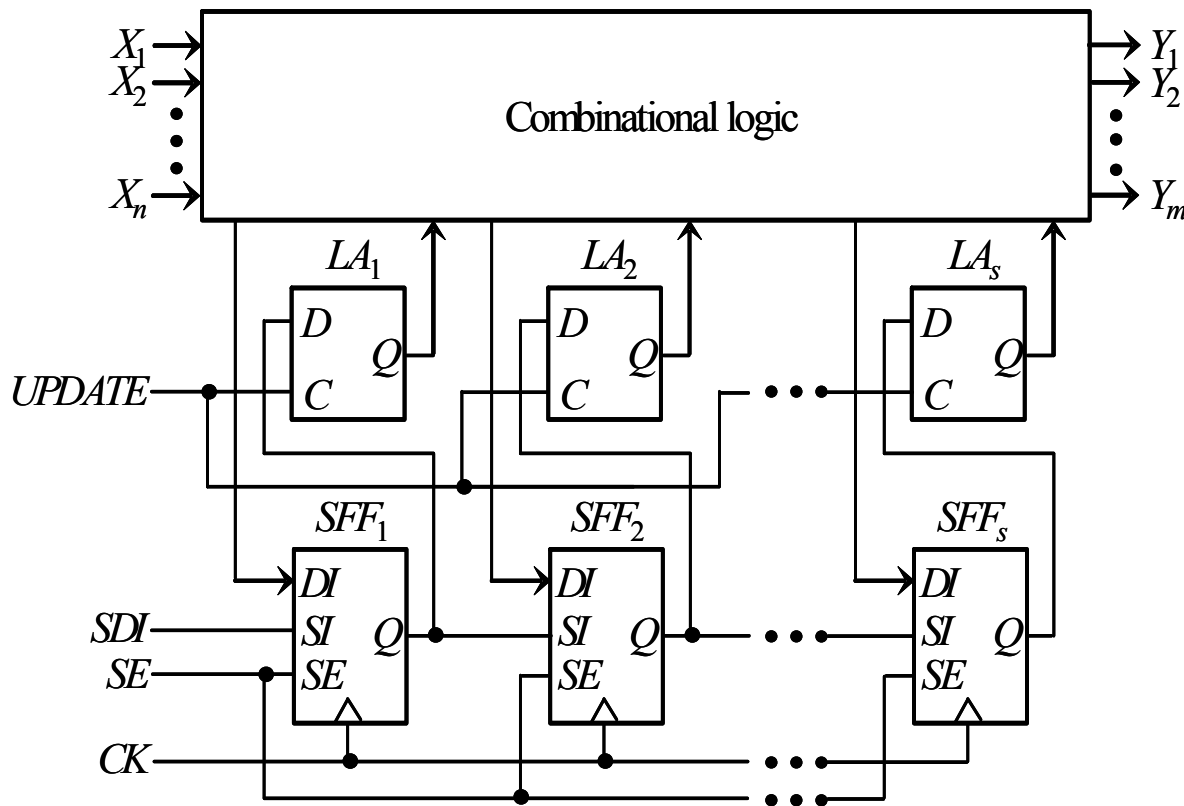 X₁
Y₁
X₂
Y₂
Combinational logic
Xₙ
Yₘ
LA₁
LA₂
LAₛ
D
D
D
Q
Q
Q
UPDATE
C
C
C
SFF₁
SFF₂
SFFₛ
DI
DI
DI
SDI
SI
Q
SI
Q
SI
Q
SE
SE
SE
SE
CK